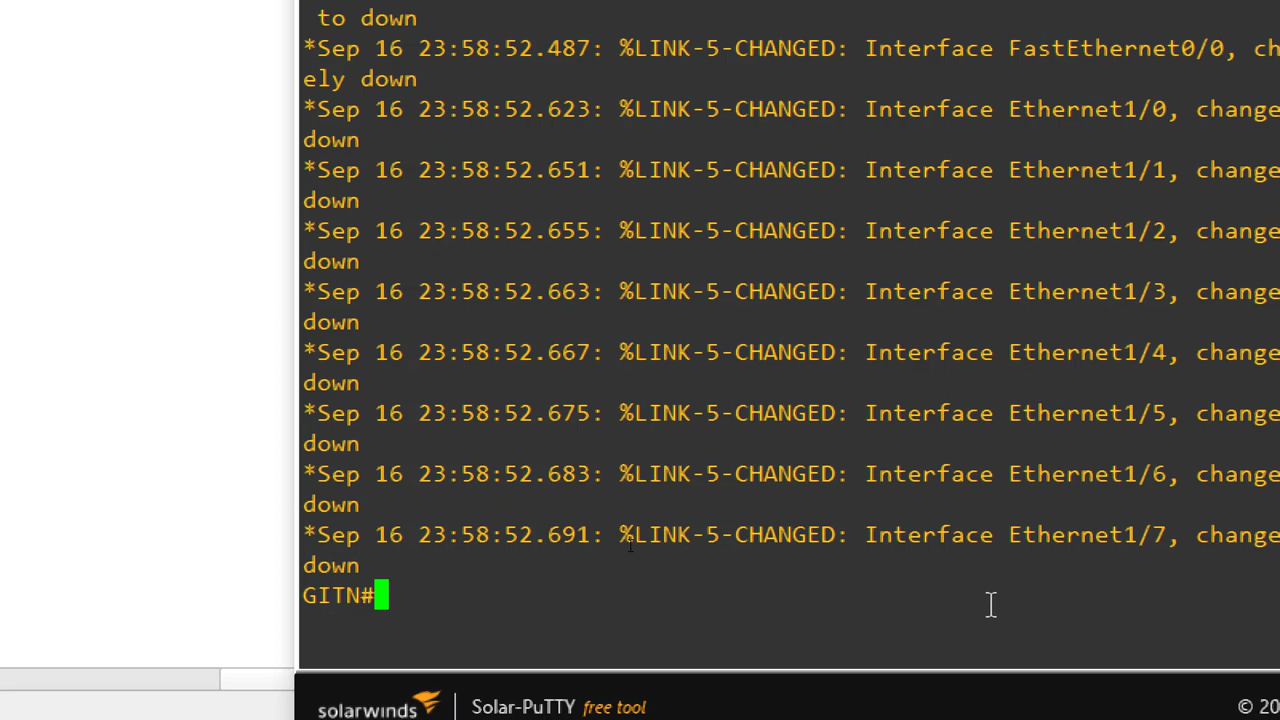 to down
*Sep 16 23:58:52.487: %LINK-5-CHANGED: Interface FastEthernet0/0, ch
ely down
*Sep 16 23:58:52.623: %LINK-5-CHANGED: Interface Ethernet1/0, change
down
*Sep 16 23:58:52.651: %LINK-5-CHANGED: Interface Ethernet1/1, change
down
*Sep 16 23:58:52.655: %LINK-5-CHANGED: Interface Ethernet1/2, change
down
*Sep 16 23:58:52.663: %LINK-5-CHANGED: Interface Ethernet1/3, change
down
*Sep 16 23:58:52.667: %LINK-5-CHANGED: Interface Ethernet1/4, change
down
*Sep 16 23:58:52.675: %LINK-5-CHANGED: Interface Ethernet1/5, change
down
*Sep 16 23:58:52.683: %LINK-5-CHANGED: Interface Ethernet1/6, change
down
*Sep 16 23:58:52.691: %LINK-5-CHANGED: Interface Ethernet1/7, change
down
GITN#
solarwinds Solar-PuTTY free tool © 20